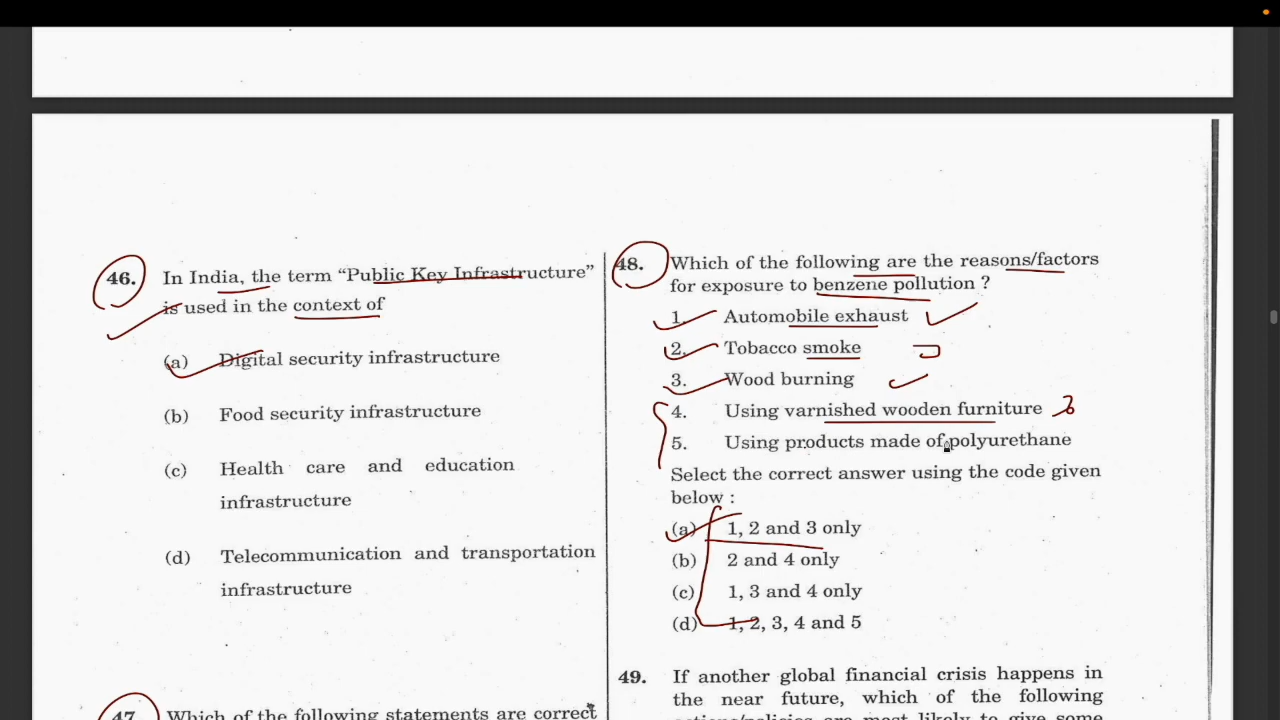 46. In India, the term “Public Key Infrastructure”
is used in the context of
(a) Digital security infrastructure
(b) Food security infrastructure
(c) Health care and education
infrastructure
(d) Telecommunication and transportation
infrastructure
47. Which of the following statements are correct
48. Which of the following are the reasons/factors
for exposure to benzene pollution ?
1. Automobile exhaust
2. Tobacco smoke
3. Wood burning
4. Using varnished wooden furniture
5. Using products made of polyurethane
Select the correct answer using the code given
below :
(a) 1, 2 and 3 only
(b) 2 and 4 only
(c) 1, 3 and 4 only
(d) 1, 2, 3, 4 and 5
49. If another global financial crisis happens in
the near future, which of the following